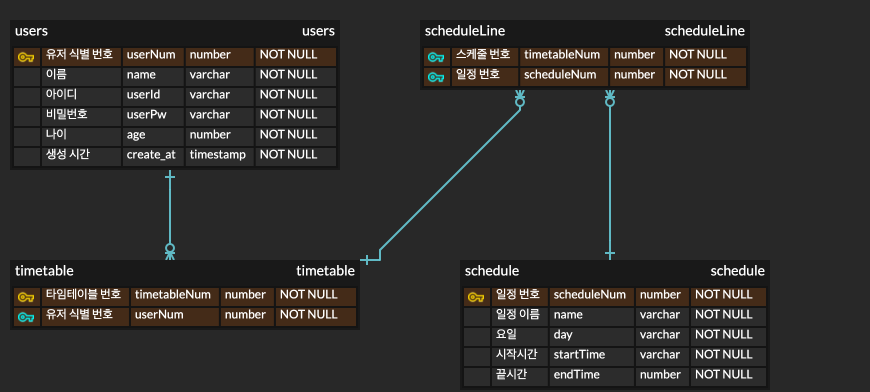 users users
유저 식별 번호 userNum number NOT NULL
이름 name varchar NOT NULL
아이디 userId varchar NOT NULL
비밀번호 userPw varchar NOT NULL
나이 age number NOT NULL
생성 시간 create_at timestamp NOT NULL
scheduleLine scheduleLine
스케줄 번호 timetableNum number NOT NULL
일정 번호 scheduleNum number NOT NULL
timetable timetable
타임테이블 번호 timetableNum number NOT NULL
유저 식별 번호 userNum number NOT NULL
schedule schedule
일정 번호 scheduleNum number NOT NULL
일정 이름 name varchar NOT NULL
요일 day varchar NOT NULL
시작시간 startTime varchar NOT NULL
끝시간 endTime number NOT NULL